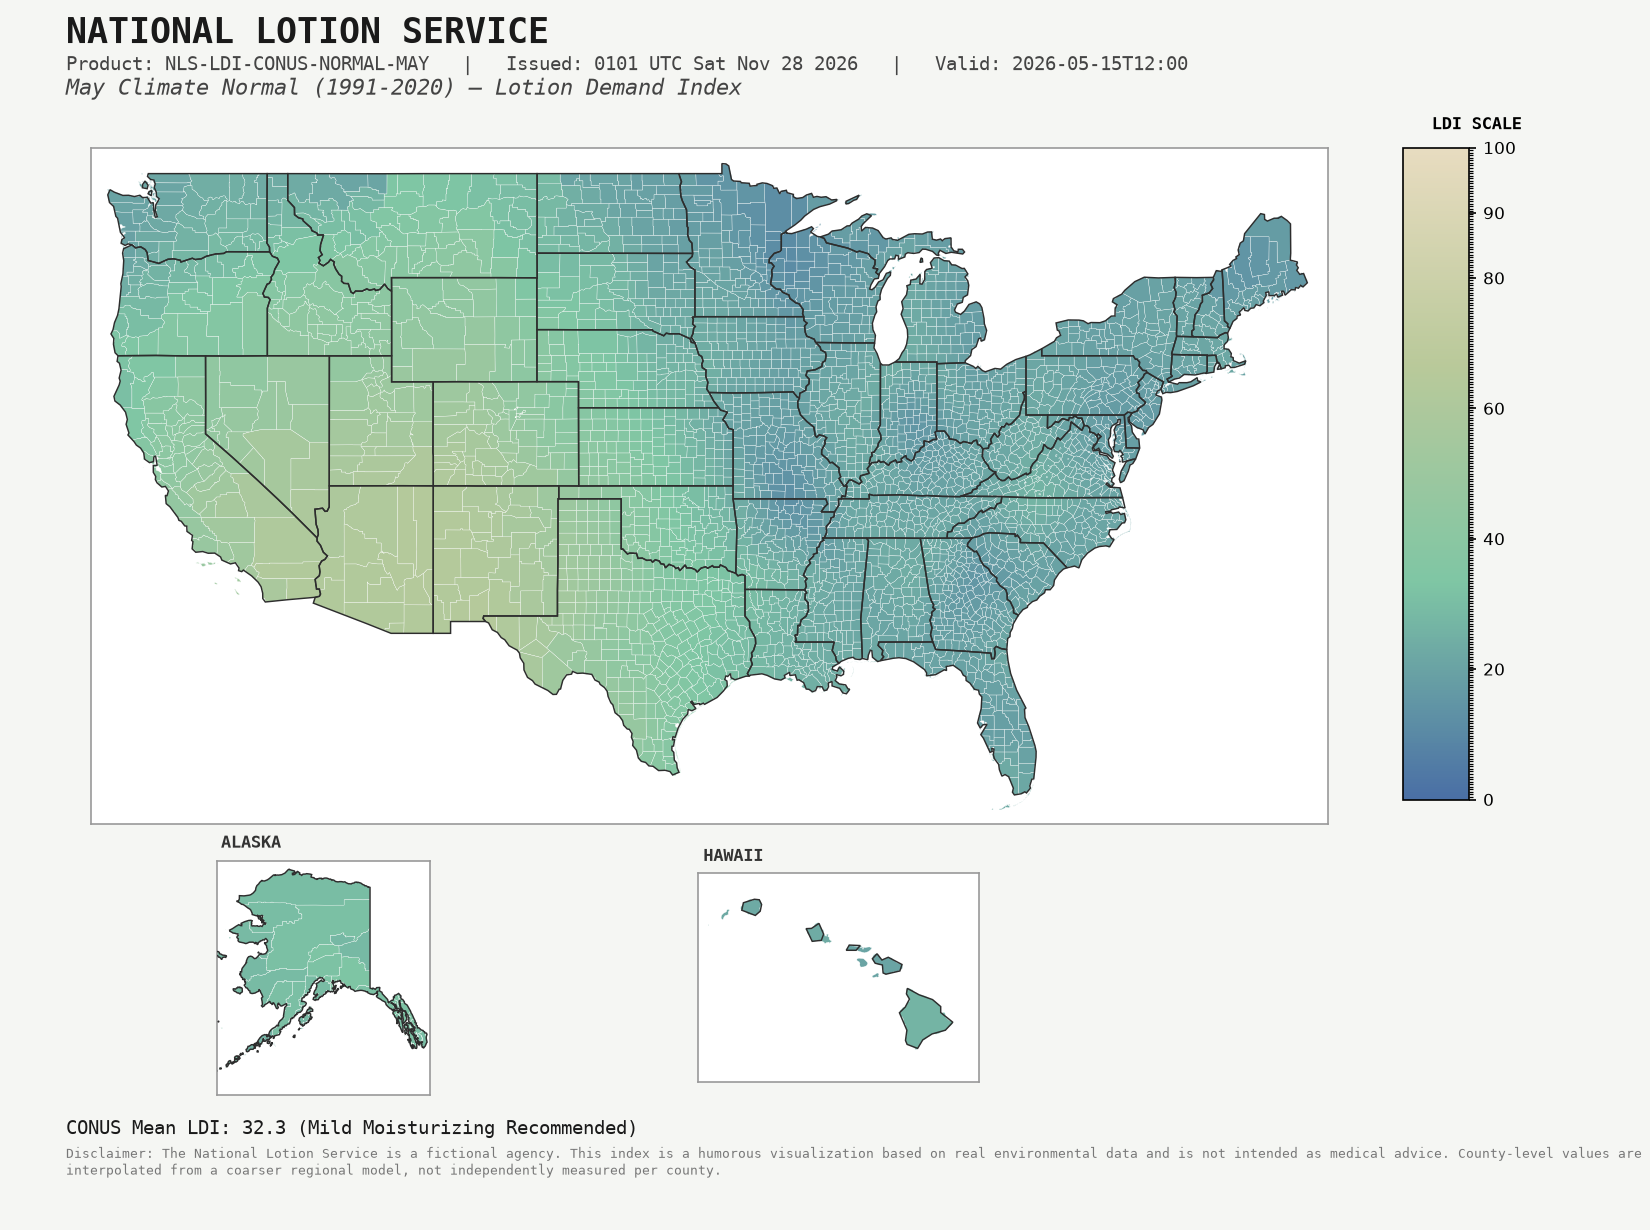 NATIONAL LOTION SERVICE
Product: NLS-LDI-CONUS-NORMAL-MAY | Issued: 0101 UTC Sat Nov 28 2026 | Valid: 2026-05-15T12:00
May Climate Normal (1991-2020) — Lotion Demand Index
LDI SCALE
100
90
80
60
40
20
0
ALASKA
HAWAII
CONUS Mean LDI: 32.3 (Mild Moisturizing Recommended)
Disclaimer: The National Lotion Service is a fictional agency. This index is a humorous visualization based on real environmental data and is not intended as medical advice. County-level values are
interpolated from a coarser regional model, not independently measured per county.